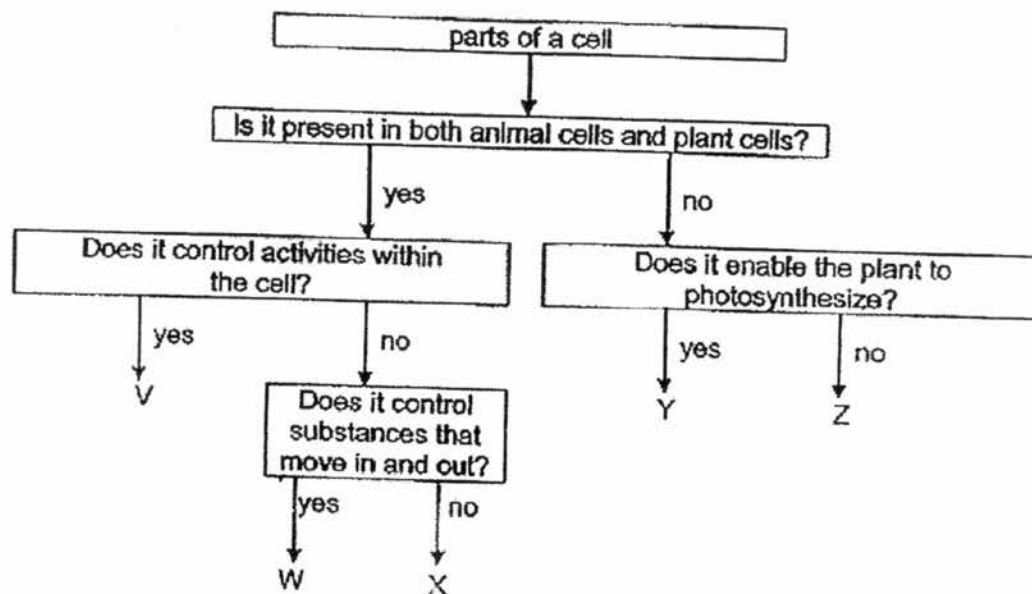 parts of a cell
Is it present in both animal cells and plant cells?
yes
no
Does it control activities within
the cell?
Does it enable the plant to
photosynthesize?
yes
no
yes
no
V
Does it control
substances that
move in and out?
Y
Z
yes
no
W
X